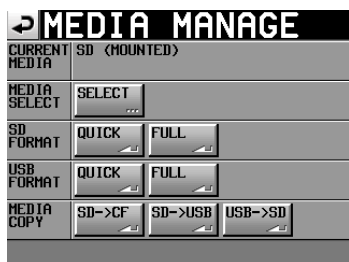 MEDIA MANAGE
CURRENT MEDIA SD (MOUNTED)
MEDIA SELECT SELECT ...
SD FORMAT QUICK FULL
USB FORMAT QUICK FULL
MEDIA COPY SD->CF SD->USB USB->SD